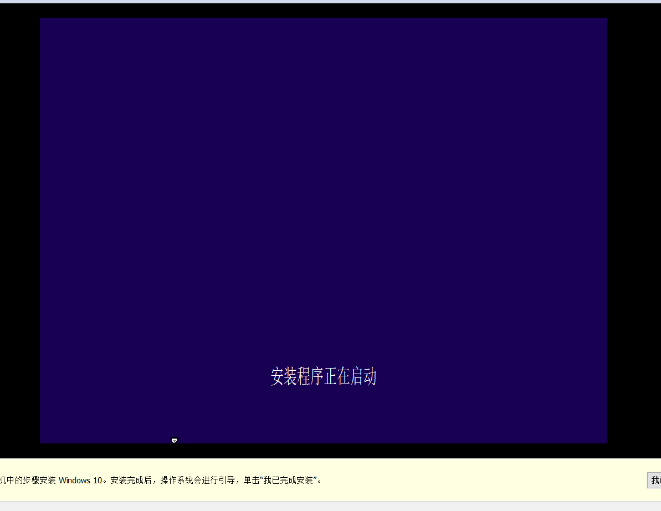 安装程序正在启动
机中的步骤安装 Windows 10。安装完成后，操作系统会进行引导，单击“我已完成安装”。
我